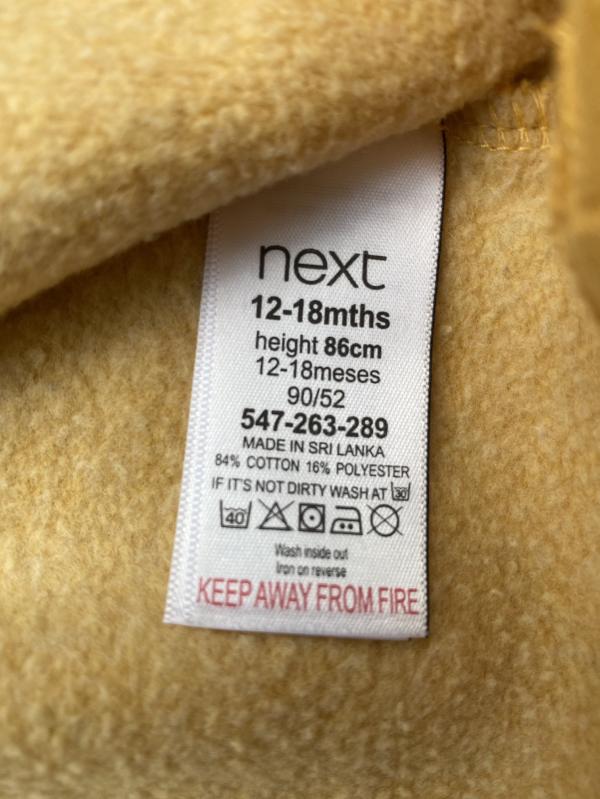 next
12-18mths
height 86cm
12-18meses
90/52
547-263-289
MADE IN SRI LANKA
84% COTTON 16% POLYESTER
IF IT'S NOT DIRTY WASH AT 30
40
Wash inside out
Iron on reverse
KEEP AWAY FROM FIRE